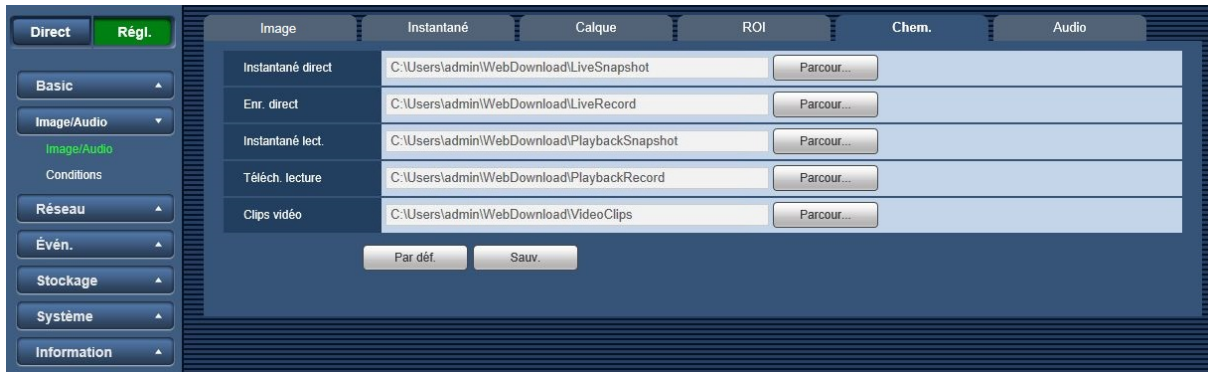 Direct Régl.
Image Instantané Calque ROI Chem. Audio
Basic
Image/Audio
Image/Audio
Conditions
Réseau
Évén.
Stockage
Système
Information
Instantané direct C:\Users\admin\WebDownload\LiveSnapshot Parcour...
Enr. direct C:\Users\admin\WebDownload\LiveRecord Parcour...
Instantané lect. C:\Users\admin\WebDownload\PlaybackSnapshot Parcour...
Téléch. lecture C:\Users\admin\WebDownload\PlaybackRecord Parcour...
Clips vidéo C:\Users\admin\WebDownload\VideoClips Parcour...
Par déf. Sauv.